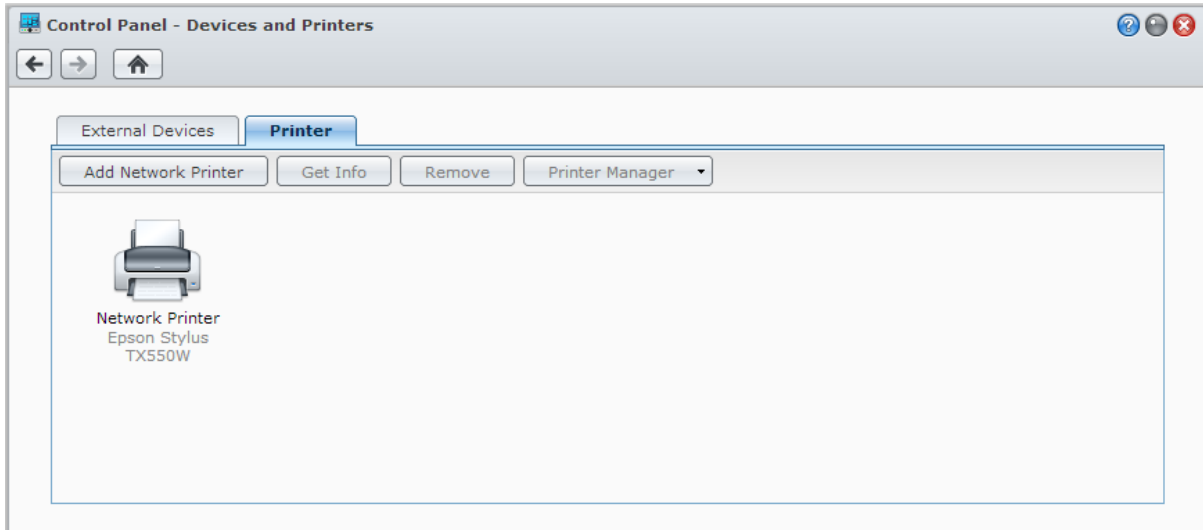 Control Panel - Devices and Printers
External Devices Printer
Add Network Printer Get Info Remove Printer Manager
Network Printer
Epson Stylus
TX550W